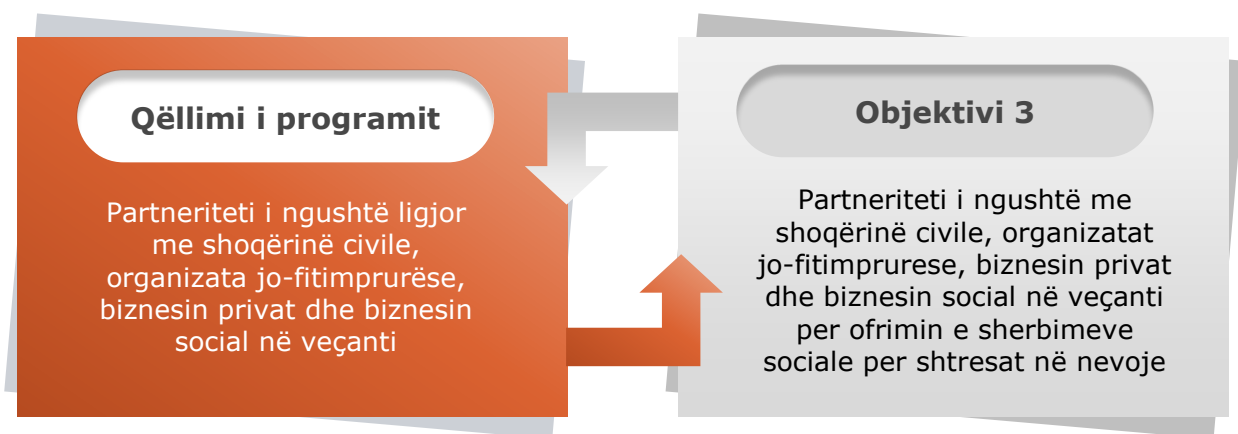 Qëllimi i programit
Partneriteti i ngushtë ligjor
me shoqërinë civile,
organizata jo-fitimprurëse,
biznesin privat dhe biznesin
social në veçanti
Objektivi 3
Partneriteti i ngushtë me
shoqërinë civile, organizatat
jo-fitimprurese, biznesin privat
dhe biznesin social në veçanti
per ofrimin e sherbimeve
sociale per shtresat në nevoje